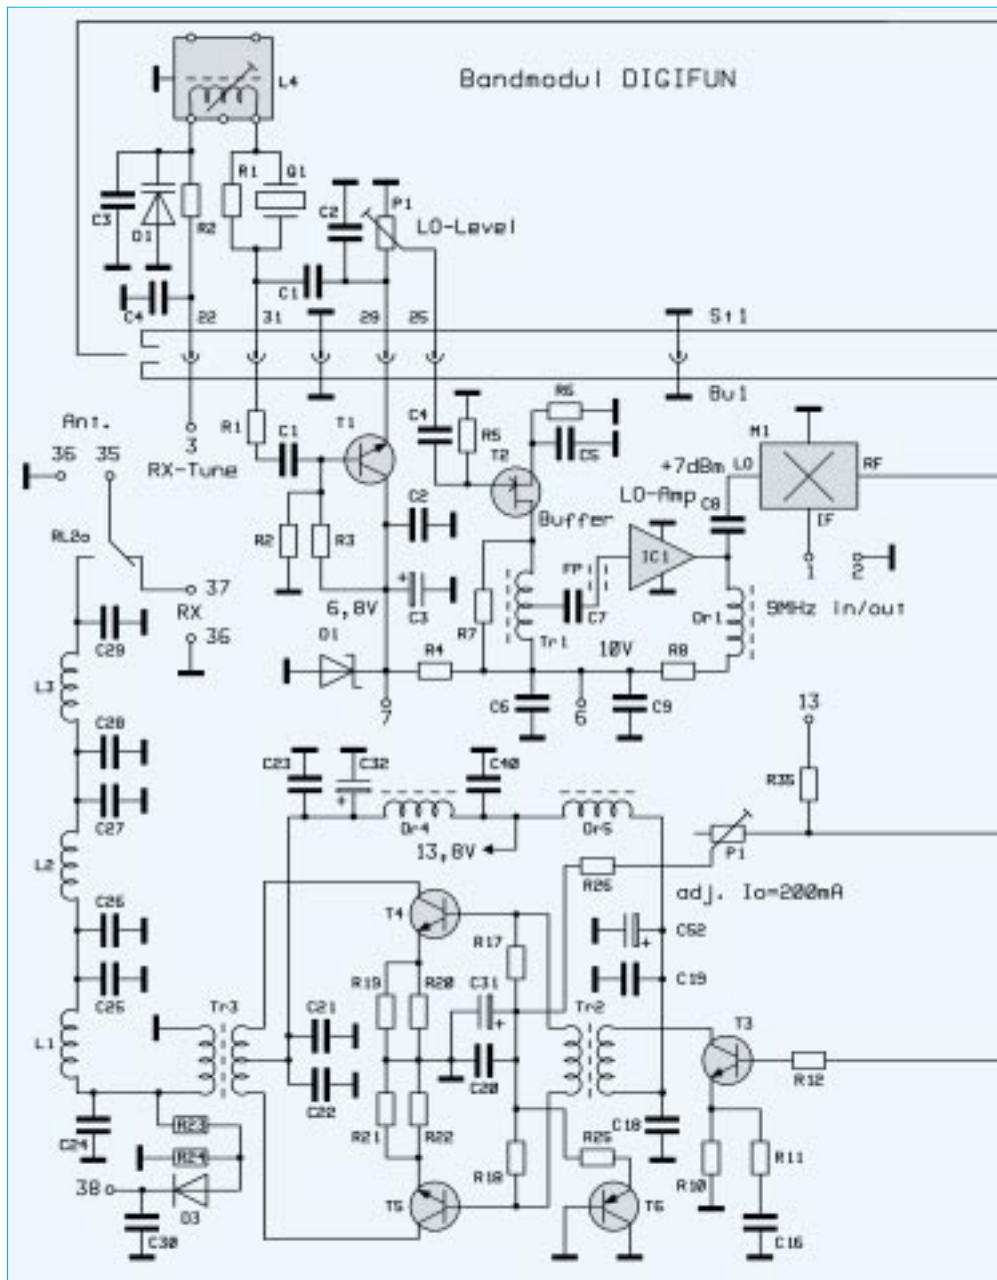 Bandmodul DIGIFUN
L4
R1
Q1
C3
D1
R2
C2
P1
LO-Level
C1
C4
22
31
29
25
St1
Bu1
Ant.
36
35
3
RX-Tune
R1
C1
T1
C4
R5
R6
C5
T2
Buffer
+7dBm
LO-Amp
M1
LO
RF
IF
C8
RL2a
37
RX
36
R2
R3
C2
C3
6,8V
D1
R4
7
R7
Tr1
FP
C7
IC1
Dr1
1
2
9MHz in/out
10V
R8
C6
6
C9
C29
L3
C28
C27
L2
C26
C25
L1
C23
C32
Dr4
C40
Dr5
13,8V
13
R35
P1
R26
adj. Io=200mA
T4
R17
C52
C19
R19
R20
C31
Tr3
C21
C22
C20
Tr2
T3
R12
R21
R22
R18
R25
C18
R10
R11
C24
R23
R24
38
D3
C30
T5
T6
C16